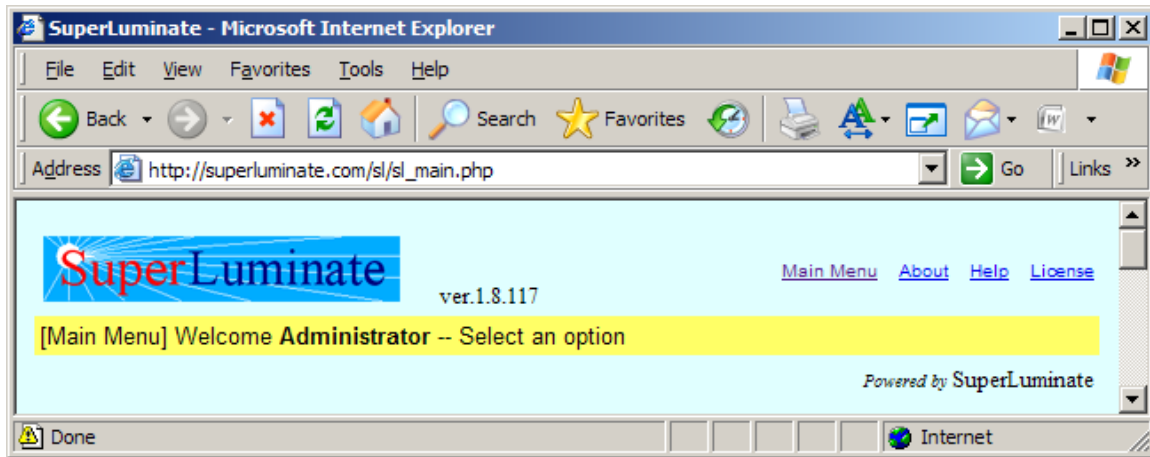 SuperLuminate - Microsoft Internet Explorer
File Edit View Favorites Tools Help
Back Search Favorites W
Address http://superluminate.com/sl/sl_main.php Go Links »
SuperLuminate ver.1.8.117 Main Menu About Help License
[Main Menu] Welcome Administrator -- Select an option
Powered by SuperLuminate
Done Internet